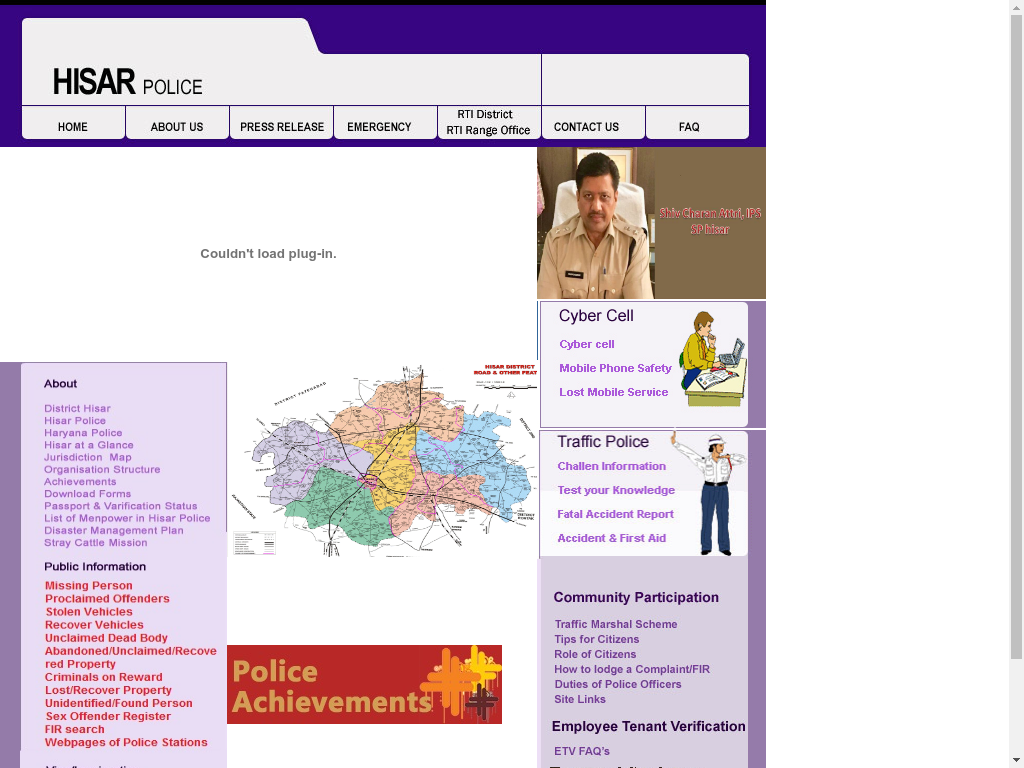 HISAR POLICE
HOME
ABOUT US
PRESS RELEASE
EMERGENCY
RTI District
RTI Range Office
CONTACT US
FAQ
Couldn't load plug-in.
Shiv Charan Attri, IPS
SP hisar
Cyber Cell
Cyber cell
Mobile Phone Safety
Lost Mobile Service
Traffic Police
Challen Information
Test your Knowledge
Fatal Accident Report
Accident & First Aid
About
District Hisar
Hisar Police
Haryana Police
Hisar at a Glance
Jurisdiction Map
Organisation Structure
Achievements
Download Forms
Passport & Varification Status
List of Menpower in Hisar Police
Disaster Management Plan
Stray Cattle Mission
Public Information
Missing Person
Proclaimed Offenders
Stolen Vehicles
Recover Vehicles
Unclaimed Dead Body
Abandoned/Unclaimed/Recove
red Property
Criminals on Reward
Lost/Recover Property
Unidentified/Found Person
Sex Offender Register
FIR search
Webpages of Police Stations
HISAR DISTRICT
ROAD & OTHER FEAT
DISTRICT FATEHABAD
Police
Achievements
Community Participation
Traffic Marshal Scheme
Tips for Citizens
Role of Citizens
How to lodge a Complaint/FIR
Duties of Police Officers
Site Links
Employee Tenant Verification
ETV FAQ's